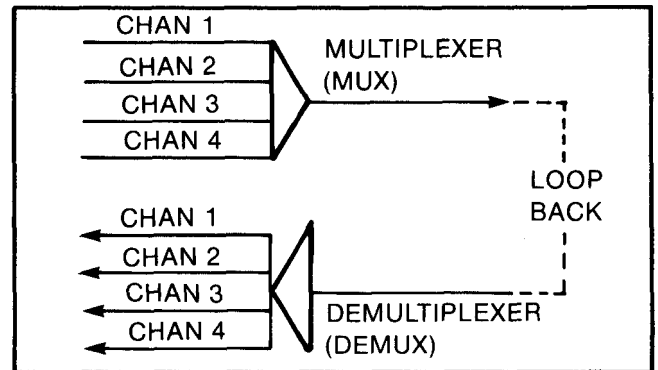 CHAN 1
CHAN 2
CHAN 3
CHAN 4
MULTIPLEXER
(MUX)
LOOP
BACK
CHAN 1
CHAN 2
CHAN 3
CHAN 4
DEMULTIPLEXER
(DEMUX)